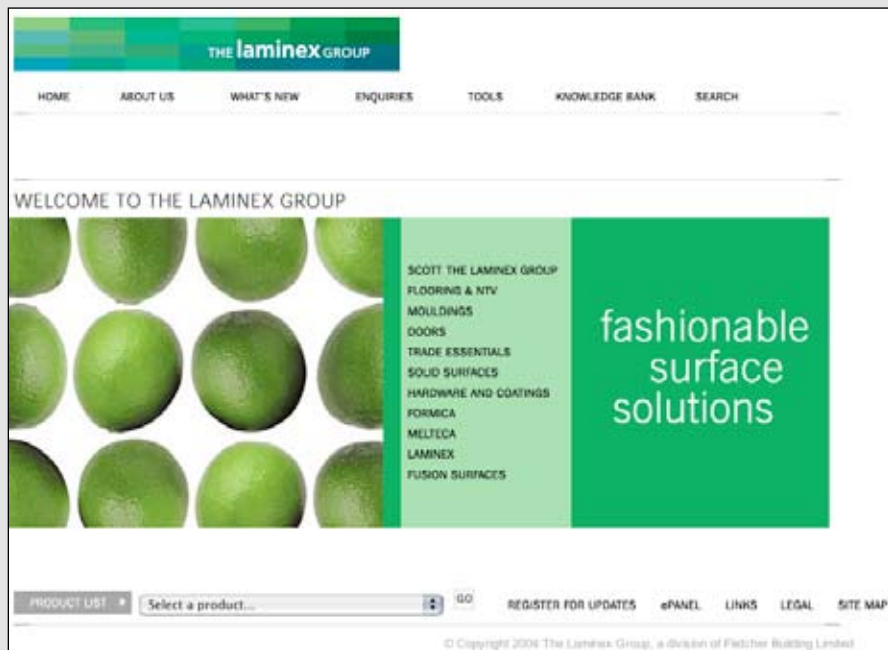 THE laminex GROUP
HOME ABOUT US WHAT'S NEW ENQUIRIES TOOLS KNOWLEDGE BANK SEARCH
WELCOME TO THE LAMINEX GROUP
SCOTT THE LAMINEX GROUP
FLOORING & NTV
MOULDINGS
DOORS
TRADE ESSENTIALS
SOLID SURFACES
HARDWARE AND COATINGS
FORMICA
MELTECA
LAMINEX
FUSION SURFACES
fashionable
surface
solutions
PRODUCT LIST Select a product... GO REGISTER FOR UPDATES ePANEL LINKS LEGAL SITE MAP
© Copyright 2006 The Laminex Group, a division of Fletcher Building Limited